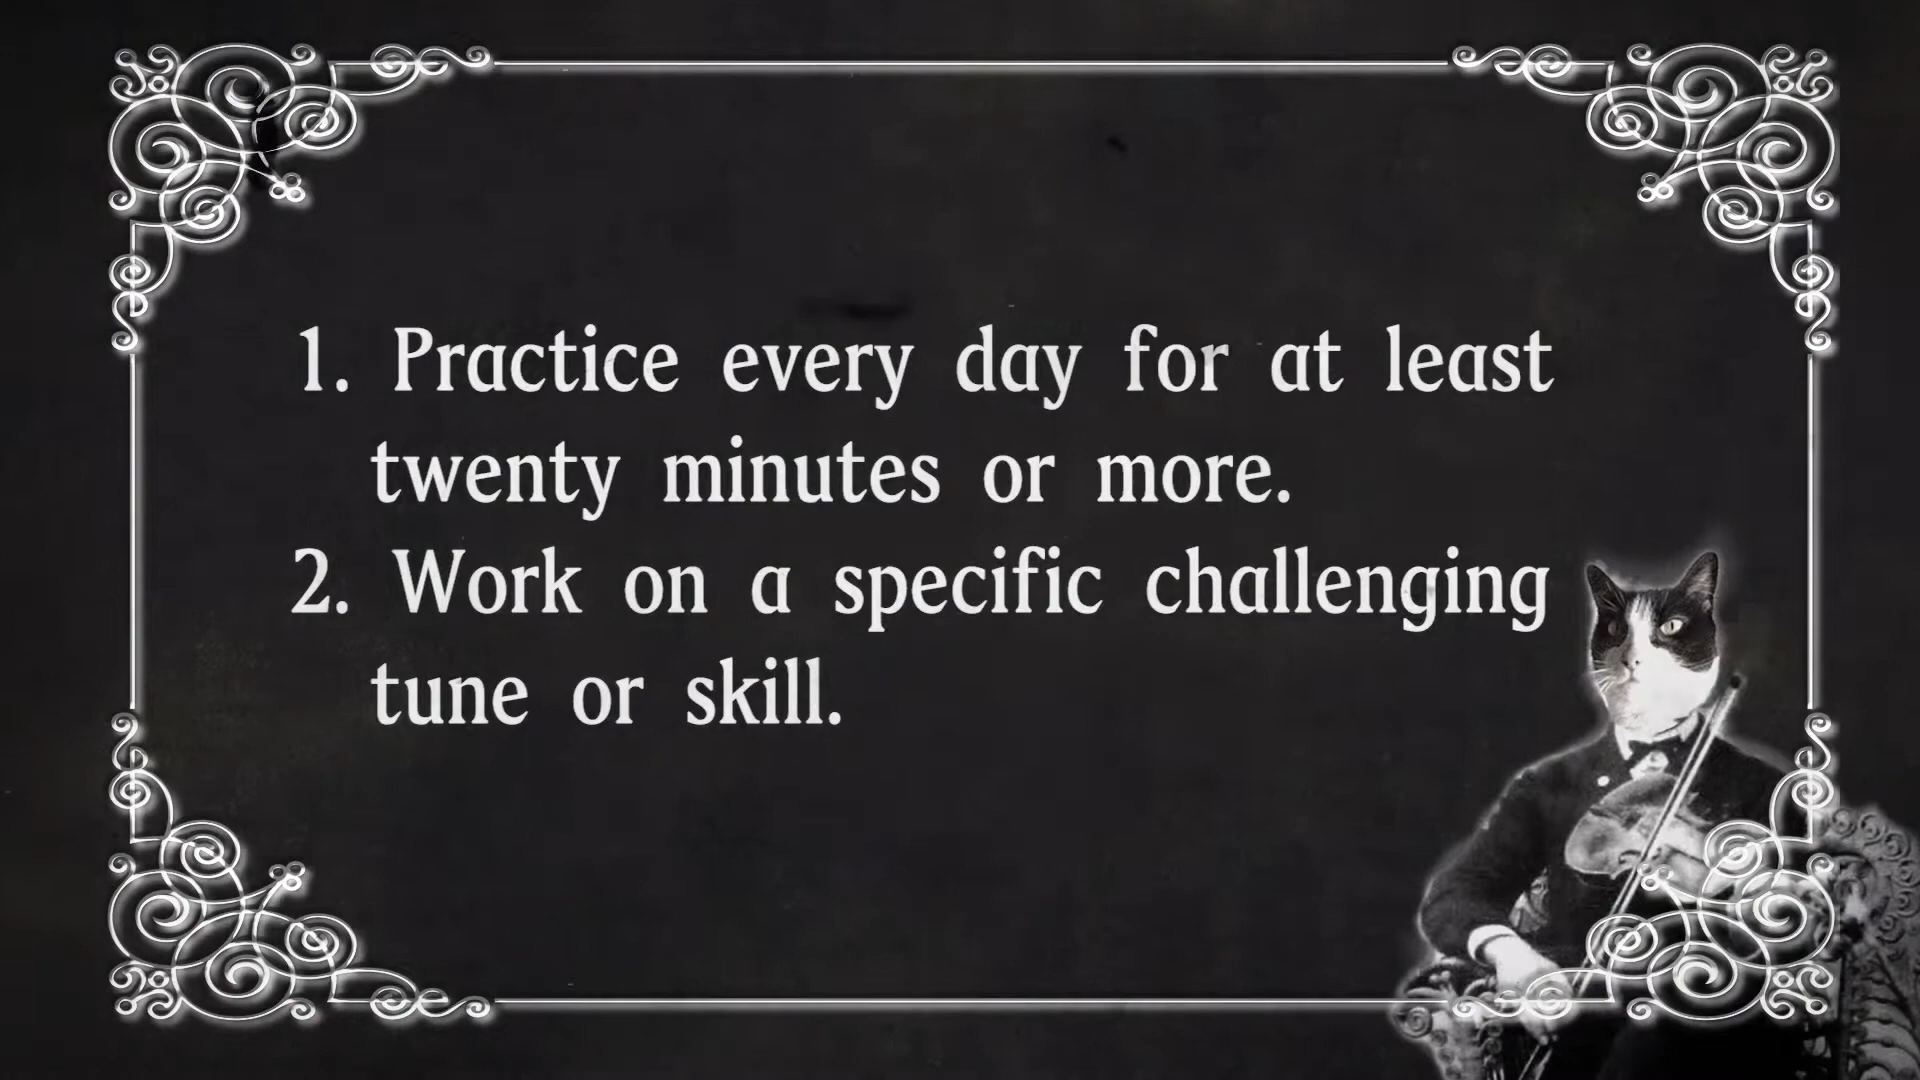 1. Practice every day for at least
twenty minutes or more.
2. Work on a specific challenging
tune or skill.